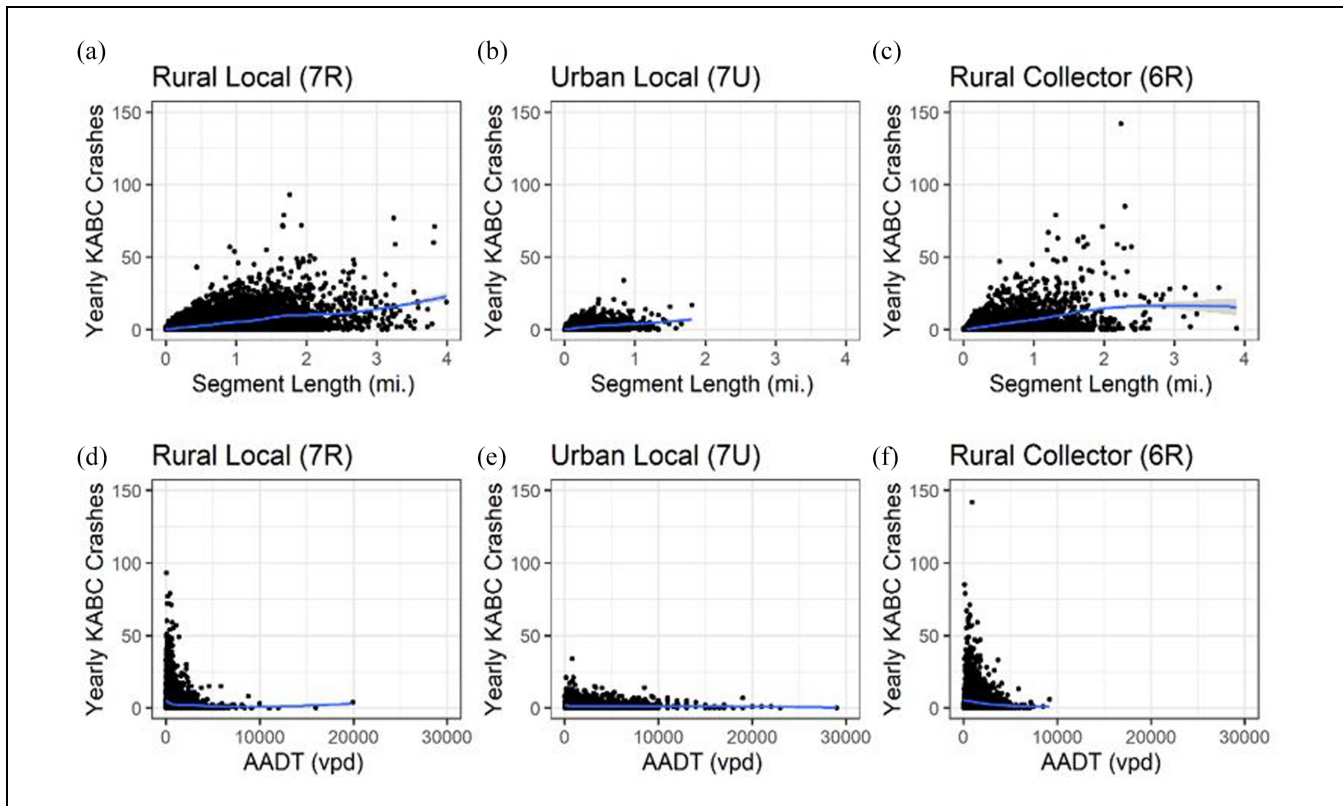 (a)
Rural Local (7R)
Yearly KABC Crashes
150
100
50
0
0 1 2 3 4
Segment Length (mi.)
(b)
Urban Local (7U)
Yearly KABC Crashes
150
100
50
0
0 1 2 3 4
Segment Length (mi.)
(c)
Rural Collector (6R)
Yearly KABC Crashes
150
100
50
0
0 1 2 3 4
Segment Length (mi.)
(d)
Rural Local (7R)
Yearly KABC Crashes
150
100
50
0
0 10000 20000 30000
AADT (vpd)
(e)
Urban Local (7U)
Yearly KABC Crashes
150
100
50
0
0 10000 20000 30000
AADT (vpd)
(f)
Rural Collector (6R)
Yearly KABC Crashes
150
100
50
0
0 10000 20000 30000
AADT (vpd)